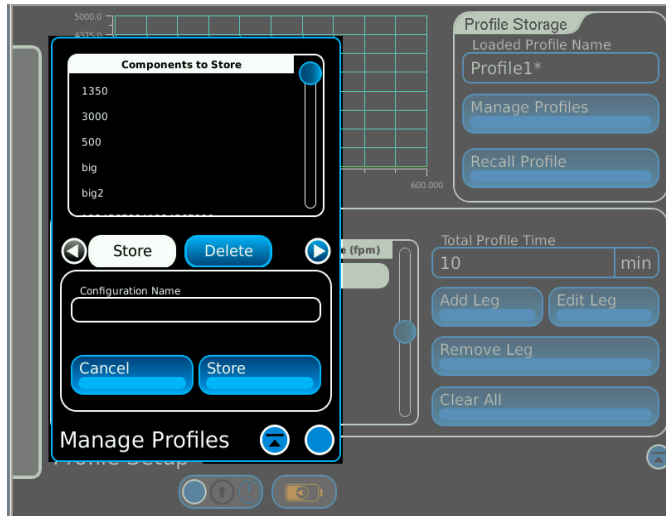 5000.0
4375.0
Components to Store
1350
3000
500
big
big2
Store
Delete
Configuration Name
Cancel
Store
Manage Profiles
600.000
(fpm)
Profile Storage
Loaded Profile Name
Profile1*
Manage Profiles
Recall Profile
Total Profile Time
10
min
Add Leg
Edit Leg
Remove Leg
Clear All
Profile Setup